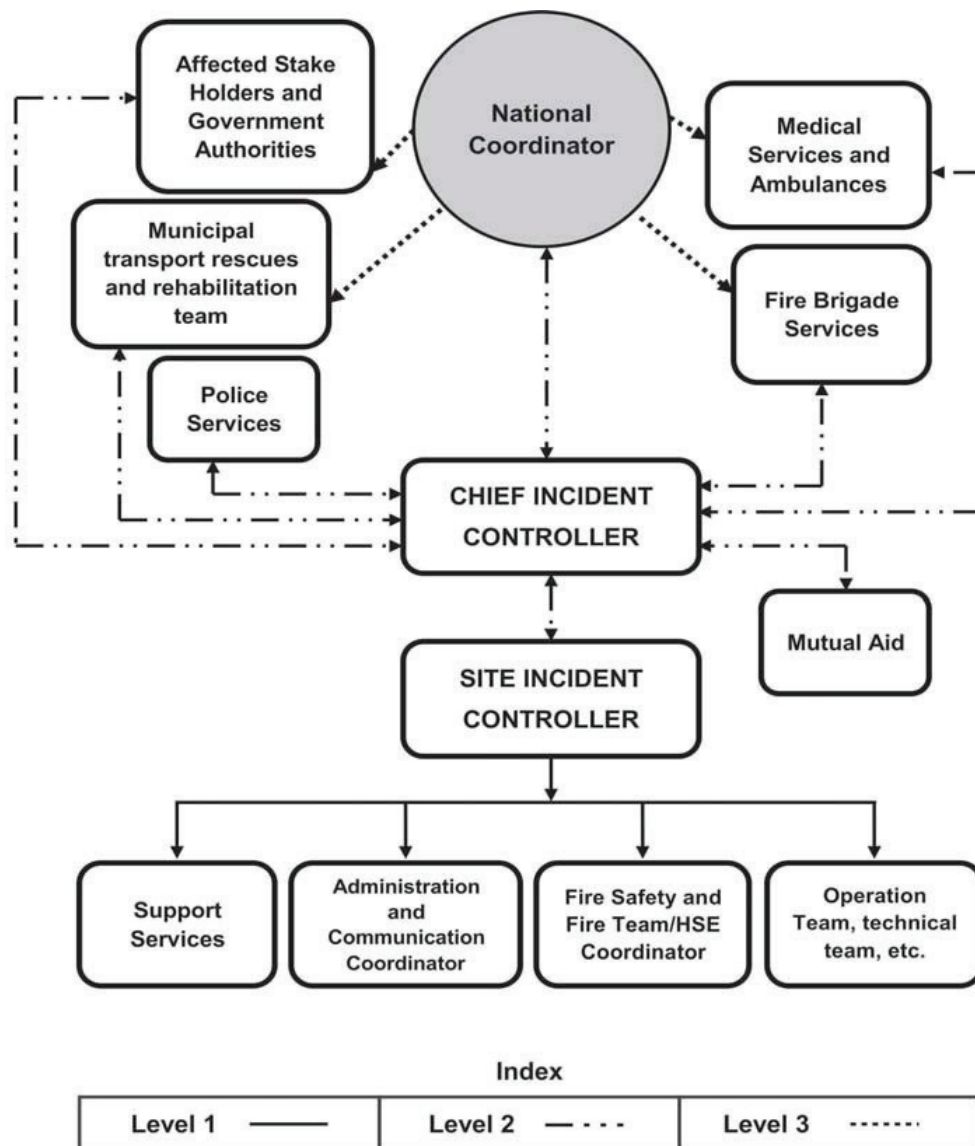 Affected Stake
Holders and
Government
Authorities
National
Coordinator
Medical
Services and
Ambulances
Municipal
transport rescues
and rehabilitation
team
Fire Brigade
Services
Police
Services
CHIEF INCIDENT
CONTROLLER
Mutual Aid
SITE INCIDENT
CONTROLLER
Support
Services
Administration
and
Communication
Coordinator
Fire Safety and
Fire Team/HSE
Coordinator
Operation
Team, technical
team, etc.
Index
Level 1
Level 2
Level 3